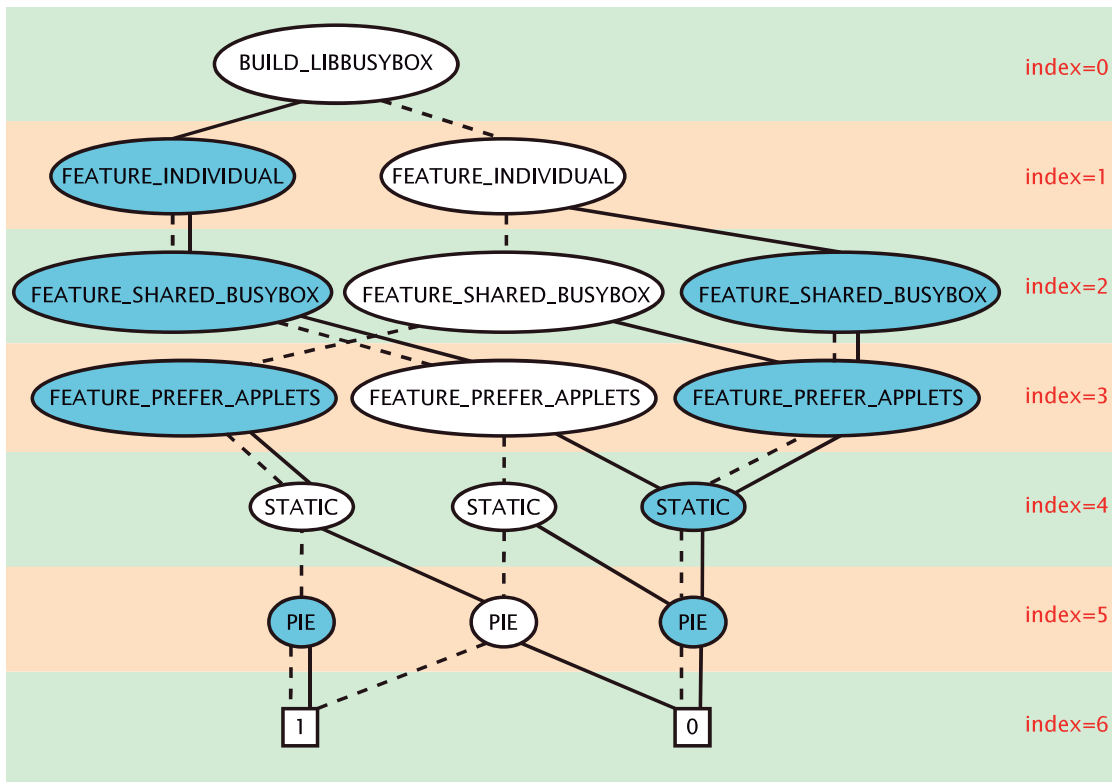 BUILD_LIBBUSYBOX
index=0
FEATURE_INDIVIDUAL
FEATURE_INDIVIDUAL
index=1
FEATURE_SHARED_BUSYBOX
FEATURE_SHARED_BUSYBOX
FEATURE_SHARED_BUSYBOX
index=2
FEATURE_PREFER_APPLETS
FEATURE_PREFER_APPLETS
FEATURE_PREFER_APPLETS
index=3
STATIC
STATIC
STATIC
index=4
PIE
PIE
PIE
index=5
1
0
index=6